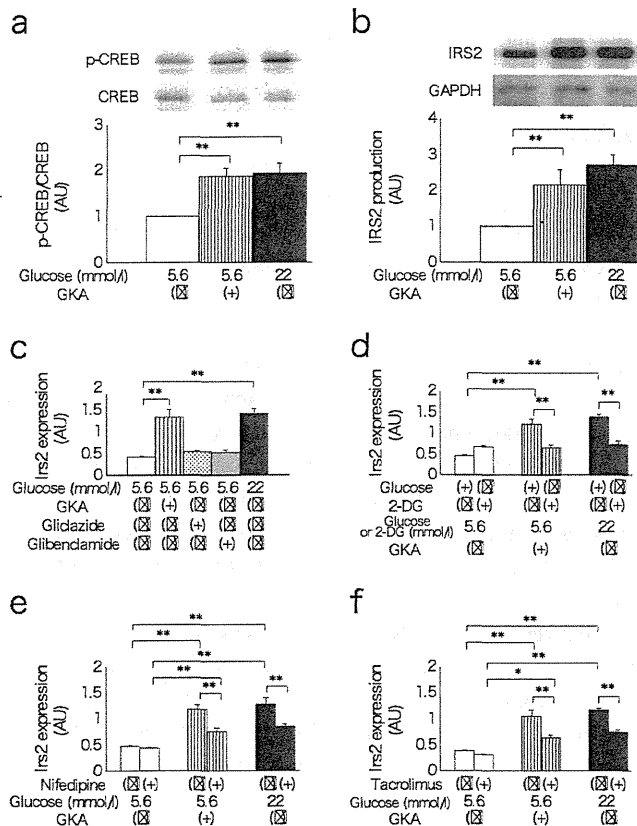 a
p-CREB
CREB
**
**
3
2
1
0
p-CREB/CREB
(AU)
Glucose (mmol/l) 5.6 5.6 22
GKA (☒ (+) (☒
b
IRS2
GAPDH
**
**
4
3
2
1
0
IRS2 production
(AU)
Glucose (mmol/l) 5.6 5.6 22
GKA (☒ (+) (☒
c
**
**
2
1.5
1
0.5
0
Irs2 expression
(AU)
Glucose (mmol/l) 5.6 5.6 5.6 5.6 22
GKA (☒ (+) (☒ (☒ (☒
Gliclazide (☒ (☒ (+) (☒ (☒
Glibenclamide (☒ (☒ (☒ (+) (☒
d
**
**
** **
2
1.5
1
0.5
0
Irs2 expression
(AU)
Glucose (+) (☒ (+) (☒ (+) (☒
2-DG (☒ (+) (☒ (+) (☒ (+)
Glucose
or 2-DG (mmol/l) 5.6 5.6 22
GKA (☒ (+) (☒
e
**
**
**
**
** **
2
1.5
1
0.5
0
Irs2 expression
(AU)
Nifedipine (☒ (+) (☒ (+) (☒ (+)
Glucose (mmol/l) 5.6 5.6 22
GKA (☒ (+) (☒
f
**
**
**
*
** **
2
1.5
1
0.5
0
Irs2 expression
(AU)
Tacrolimus (☒ (+) (☒ (+) (☒ (+)
Glucose (mmol/l) 5.6 5.6 22
GKA (☒ (+) (☒